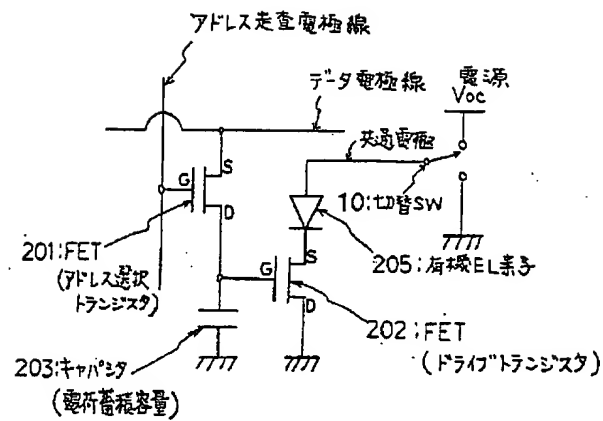 アドレス走査電極線
データ電極線
電源
Voc
共通電極
10:切替SW
G
S
D
201:FET
(アドレス選択
トランジスタ)
G
S
D
205:有機EL素子
202:FET
(ドライブトランジスタ)
203:キャパシタ
(電荷蓄積容量)